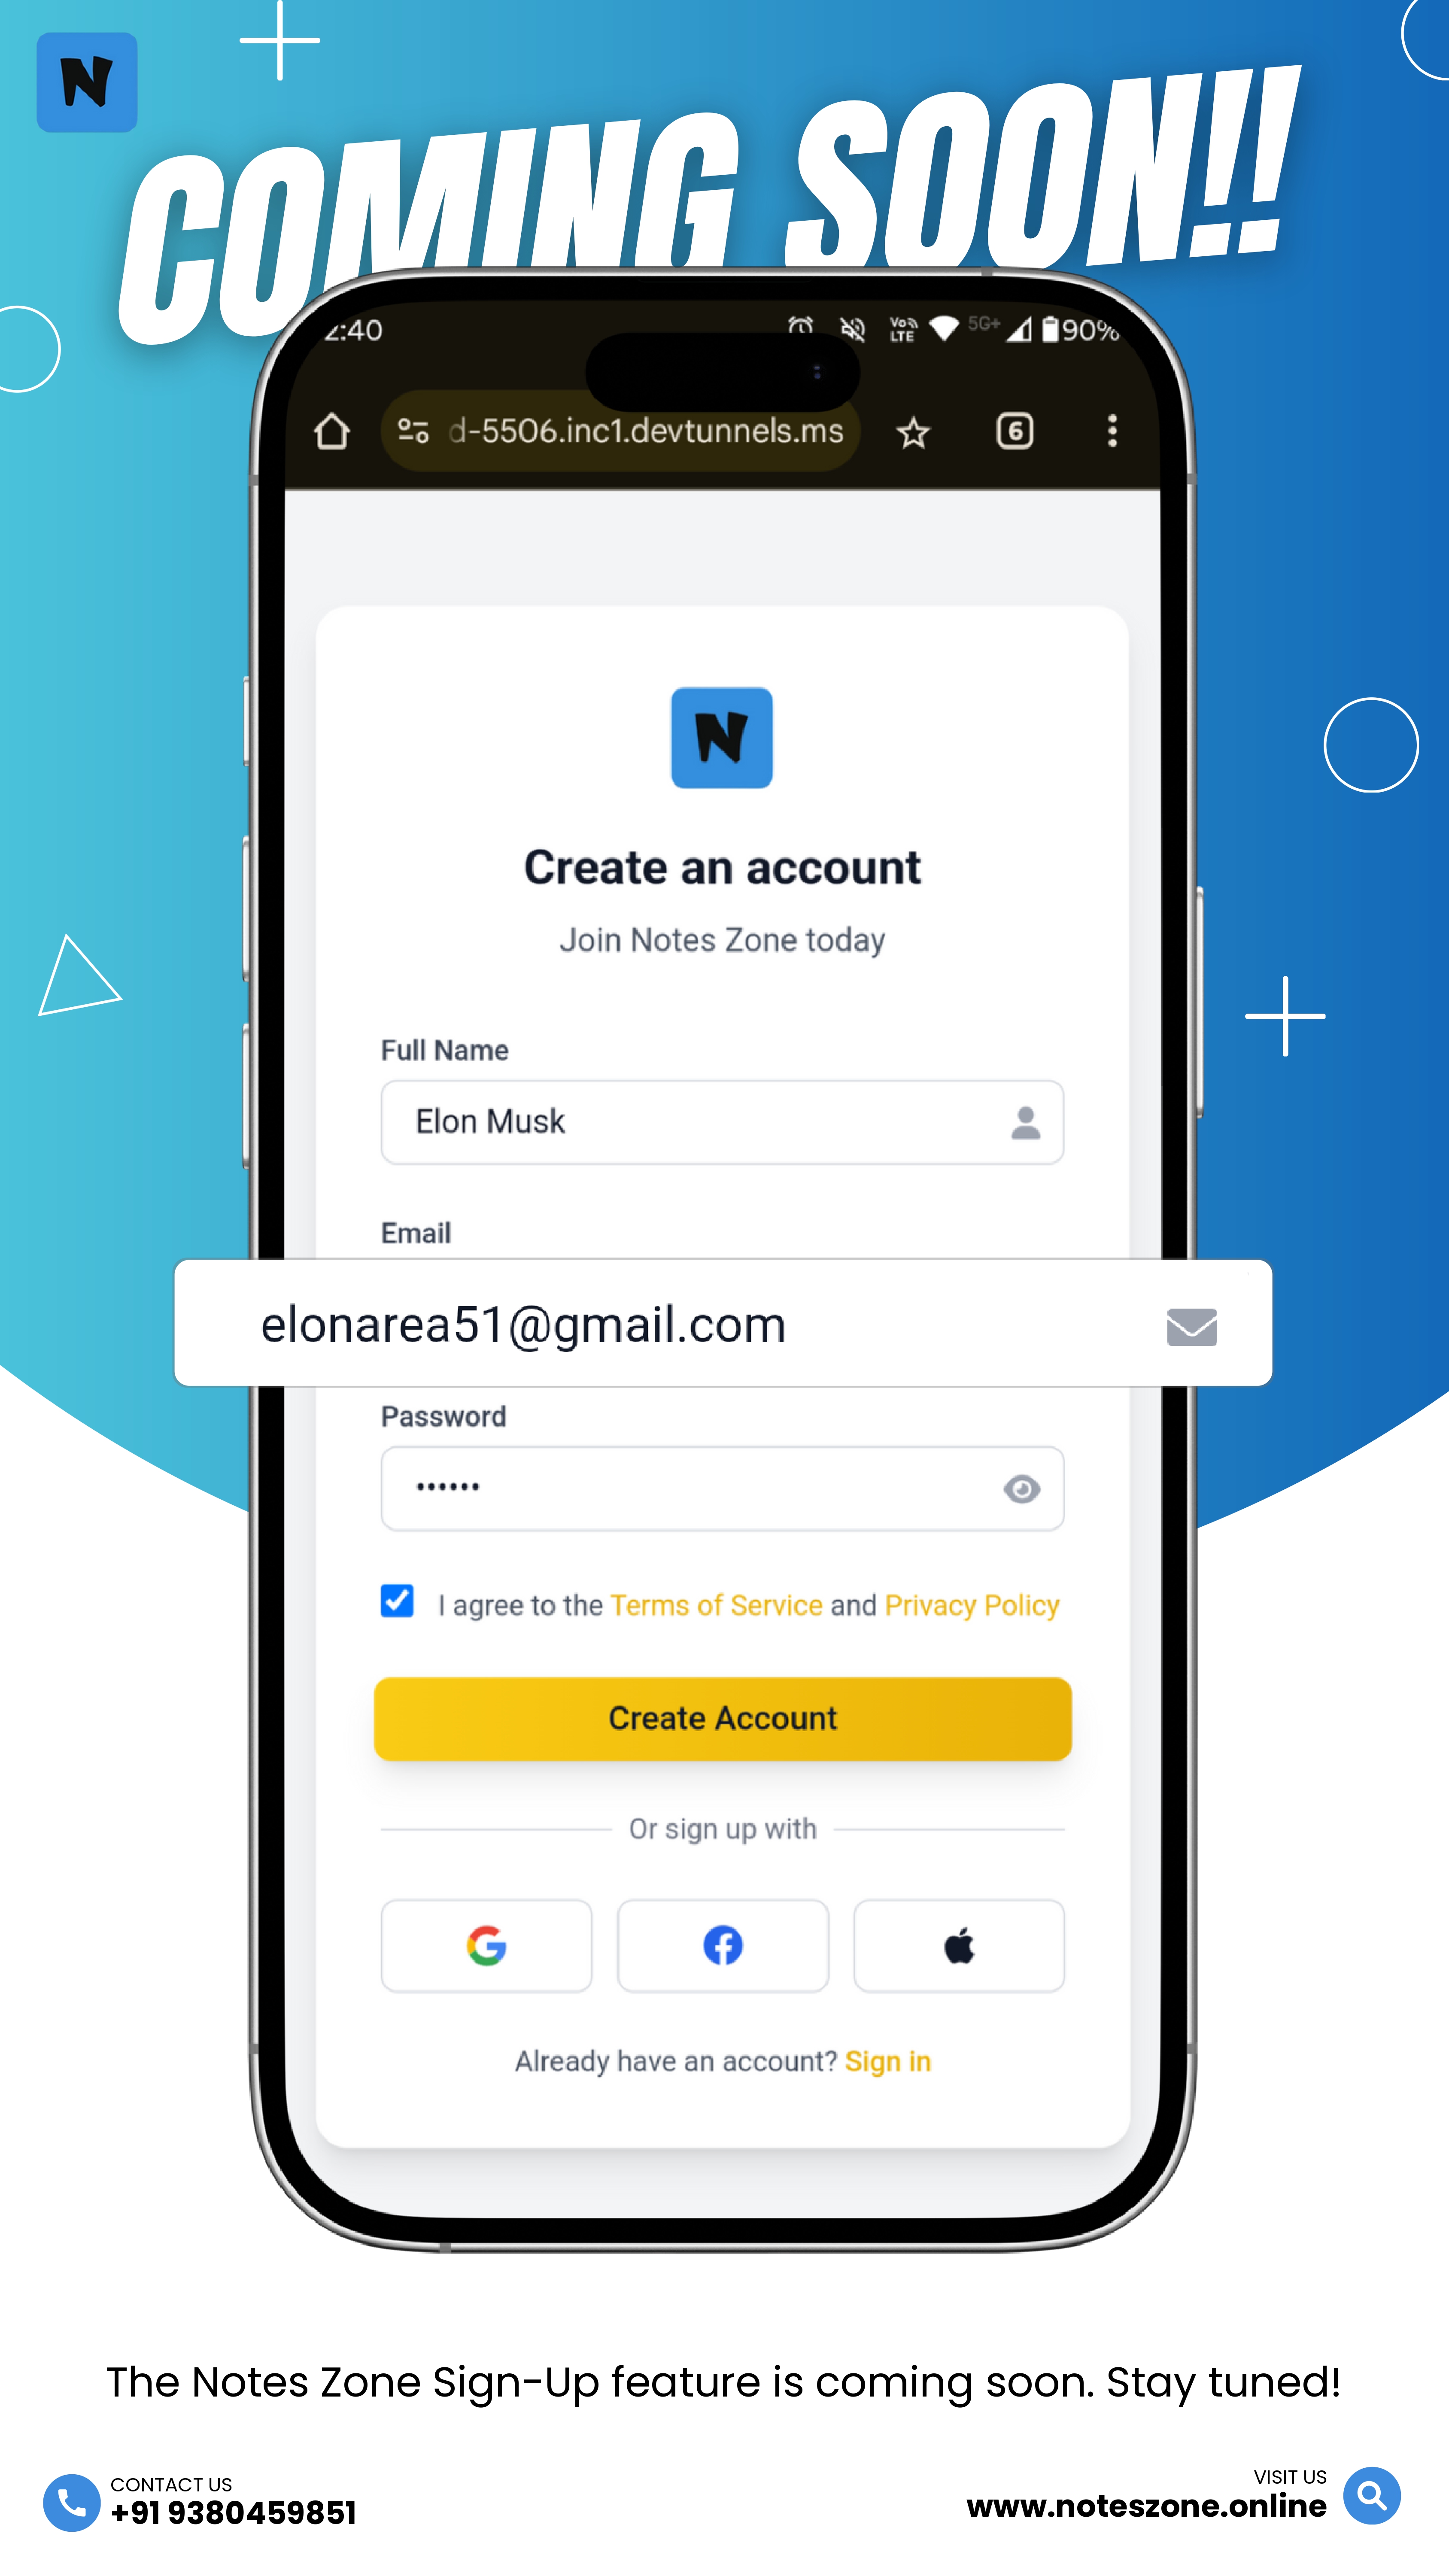 N
COMING SOON!!
2:40 Vo LTE 5G+ 90%
d-5506.inc1.devtunnels.ms 6
N
Create an account
Join Notes Zone today
Full Name
Elon Musk
Email
elonarea51@gmail.com
Password
••••••
I agree to the Terms of Service and Privacy Policy
Create Account
Or sign up with
Already have an account? Sign in
The Notes Zone Sign-Up feature is coming soon. Stay tuned!
CONTACT US
+91 9380459851
VISIT US
www.noteszone.online